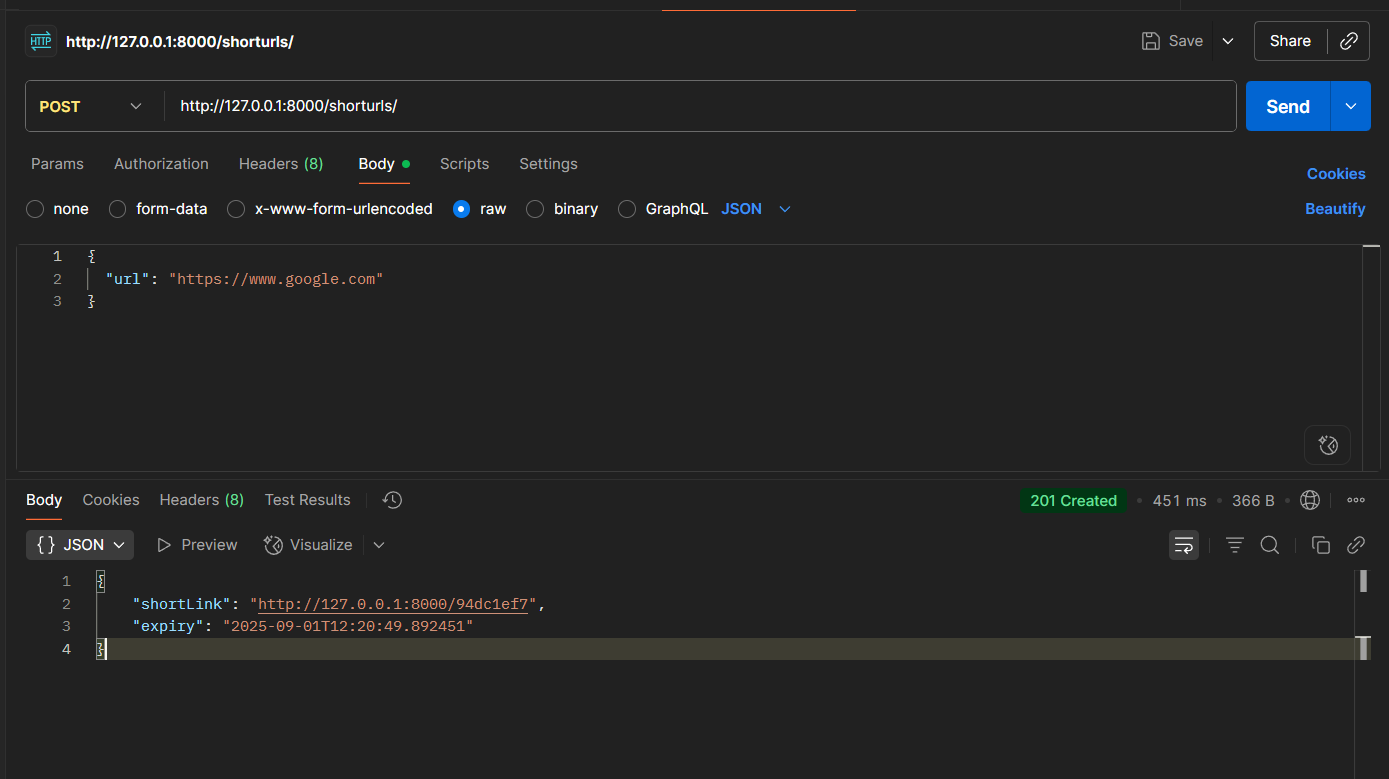 HTTP http://127.0.0.1:8000/shorturls/ Save Share
POST http://127.0.0.1:8000/shorturls/ Send
Params Authorization Headers (8) Body Scripts Settings Cookies
none form-data x-www-form-urlencoded raw binary GraphQL JSON Beautify
1 {
2 "url": "https://www.google.com"
3 }
Body Cookies Headers (8) Test Results 201 Created 451 ms 366 B
{} JSON Preview Visualize
1 {
2 "shortLink": "http://127.0.0.1:8000/94dc1ef7",
3 "expiry": "2025-09-01T12:20:49.892451"
4 }